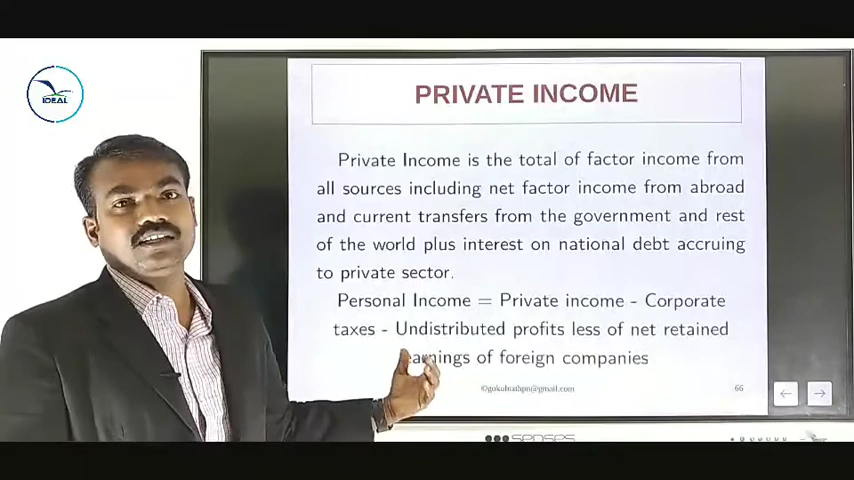 IDEAL
PRIVATE INCOME
Private Income is the total of factor income from
all sources including net factor income from abroad
and current transfers from the government and rest
of the world plus interest on national debt accruing
to private sector.
Personal Income = Private income - Corporate
taxes - Undistributed profits less of net retained
earnings of foreign companies
©gokulnathpn@gmail.com
66